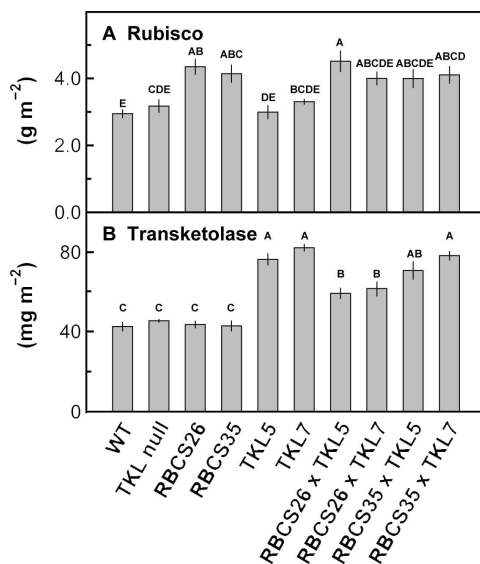 A Rubisco
(g m⁻²)
4.0
2.0
0.0
E CDE AB ABC DE BCDE A ABCDE ABCDE ABCD
B Transketolase
(mg m⁻²)
80
40
0
C C C C A A B B AB A
WT
TKL null
RBCS26
RBCS35
TKL5
TKL7
RBCS26 x TKL5
RBCS26 x TKL7
RBCS35 x TKL5
RBCS35 x TKL7